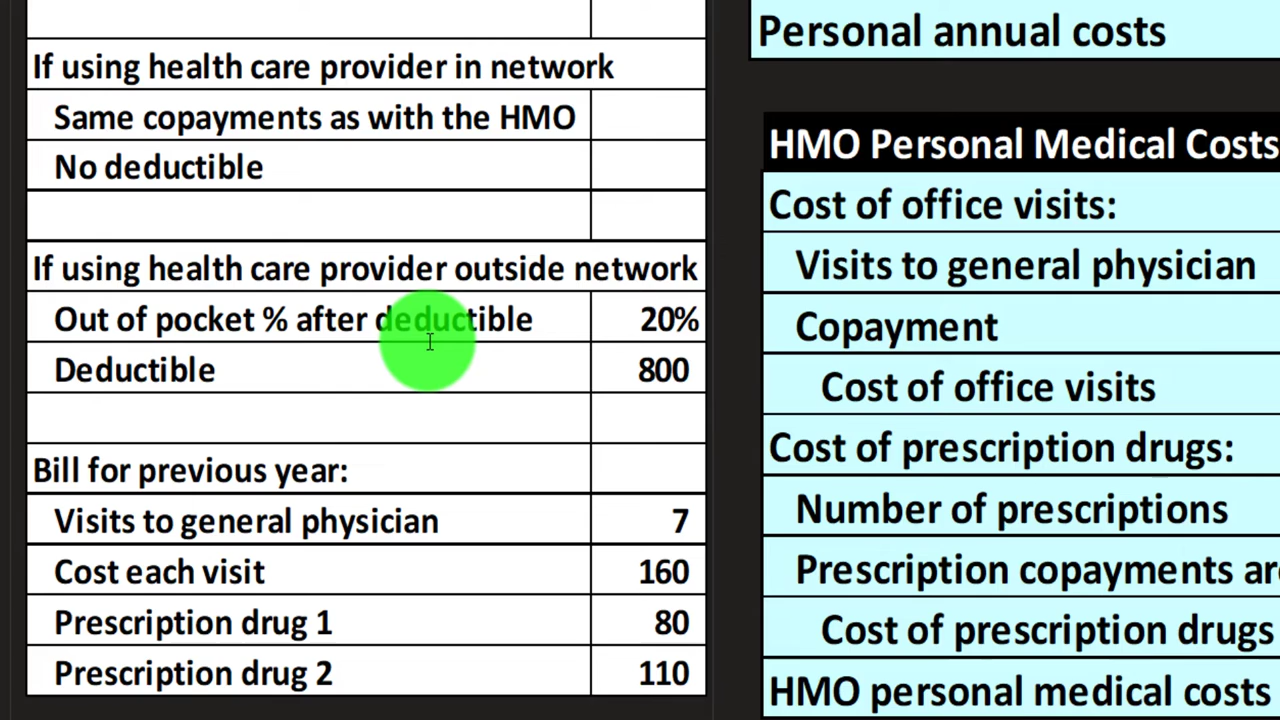 If using health care provider in network
Same copayments as with the HMO
No deductible
If using health care provider outside network
Out of pocket % after deductible 20%
Deductible 800
Bill for previous year:
Visits to general physician 7
Cost each visit 160
Prescription drug 1 80
Prescription drug 2 110
Personal annual costs
HMO Personal Medical Costs
Cost of office visits:
Visits to general physician
Copayment
Cost of office visits
Cost of prescription drugs:
Number of prescriptions
Prescription copayments ar
Cost of prescription drugs
HMO personal medical costs